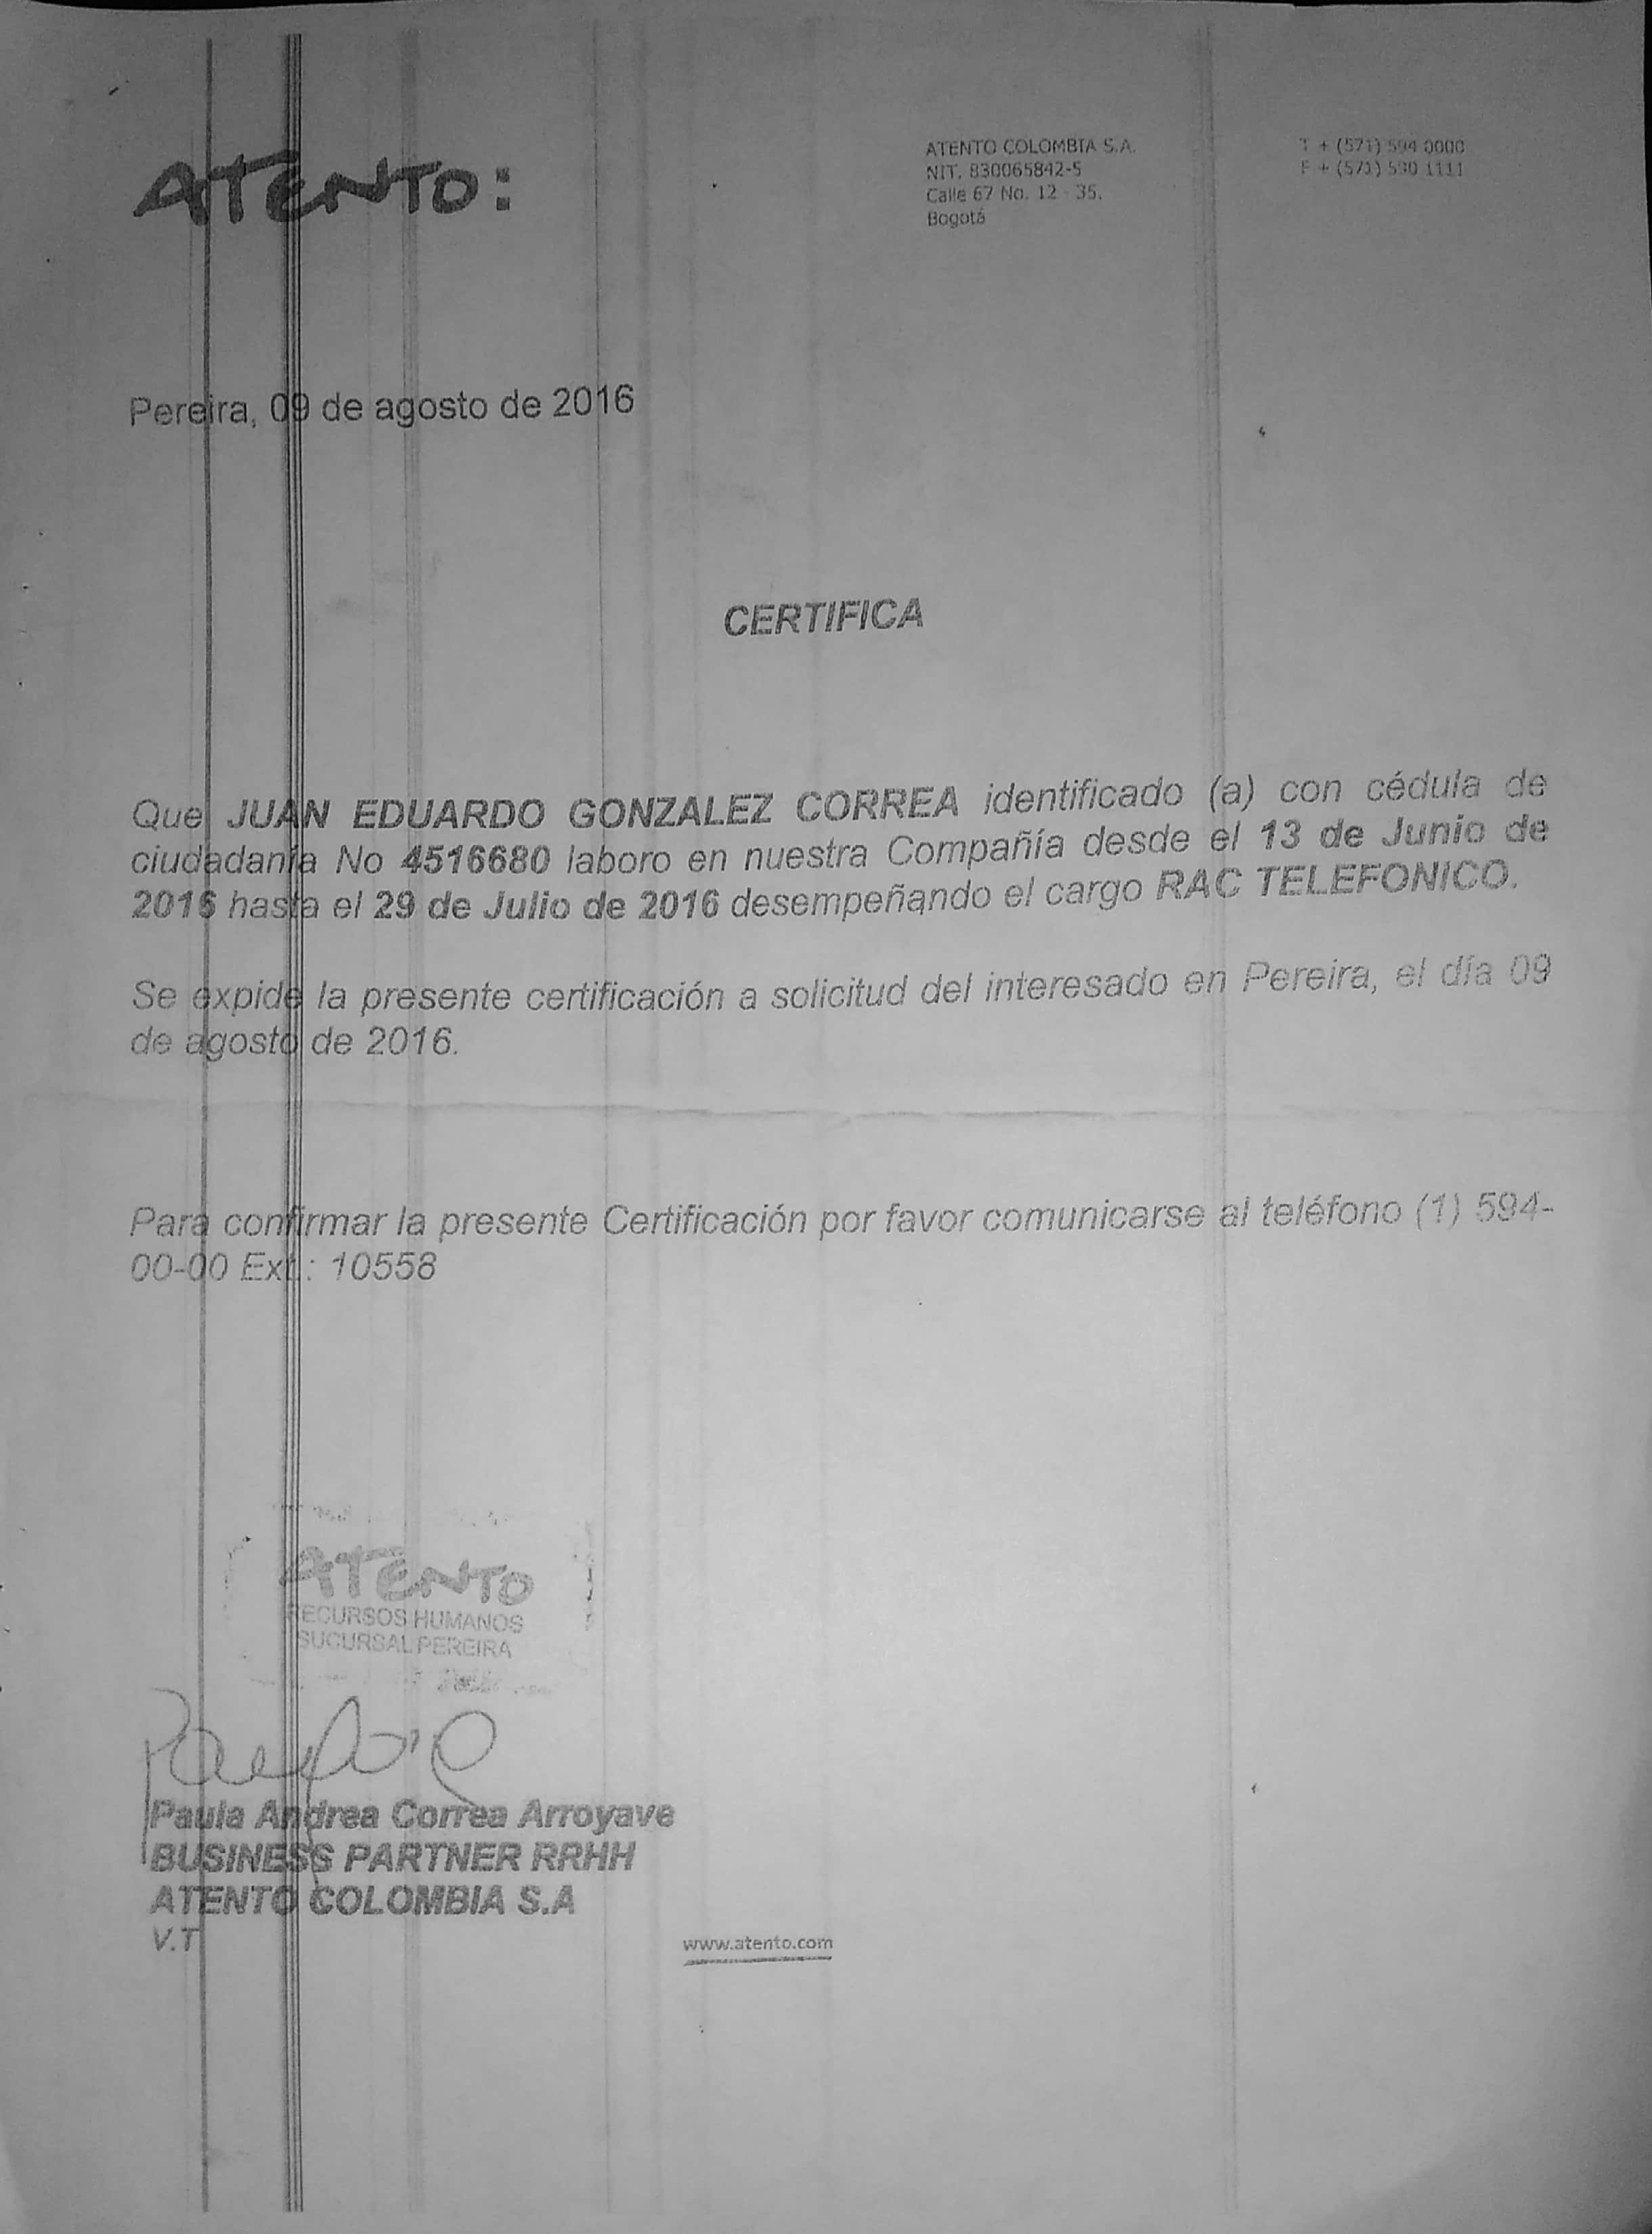 ATENTO:
ATENTO COLOMBIA S.A.
NIT. 830065842-5
Calle 67 No. 12 - 35.
Bogotá
T + (571) 594 0000
F + (571) 590 1111
Pereira, 09 de agosto de 2016
CERTIFICA
Que JUAN EDUARDO GONZALEZ CORREA identificado (a) con cédula de
ciudadanía No 4516680 laboro en nuestra Compañía desde el 13 de Junio de
2016 hasta el 29 de Julio de 2016 desempeñando el cargo RAC TELEFONICO.
Se expide la presente certificación a solicitud del interesado en Pereira, el día 09
de agosto de 2016.
Para confirmar la presente Certificación por favor comunicarse al teléfono (1) 594-
00-00 Ext.: 10558
ATENTO
RECURSOS HUMANOS
SUCURSAL PEREIRA
Paula Andrea Correa Arroyave
BUSINESS PARTNER RRHH
ATENTO COLOMBIA S.A
V.T
www.atento.com